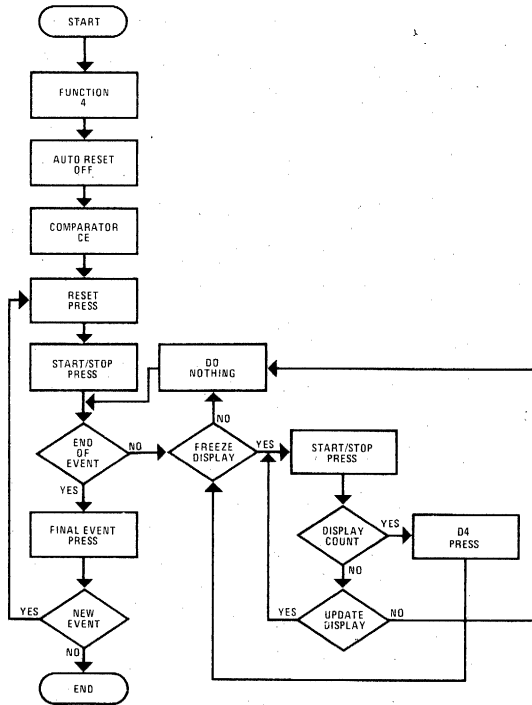 START
FUNCTION
4
AUTO RESET
OFF
COMPARATOR
CE
RESET
PRESS
START/STOP
PRESS
DO
NOTHING
NO
END
OF
EVENT
NO
FREEZE
DISPLAY
YES
START/STOP
PRESS
YES
FINAL EVENT
PRESS
DISPLAY
COUNT
YES
D4
PRESS
NO
YES
NEW
EVENT
YES
UPDATE
DISPLAY
NO
NO
END